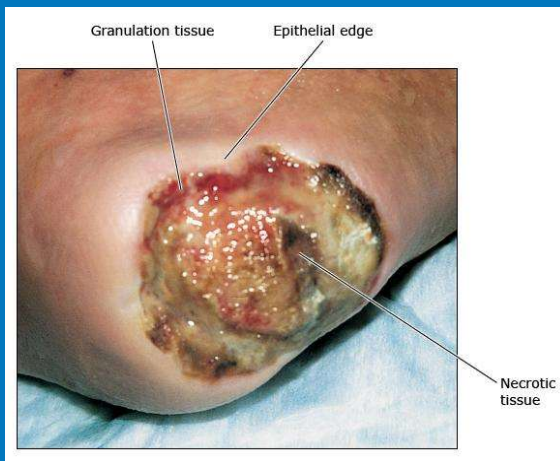 Granulation tissue
Epithelial edge
Necrotic
tissue